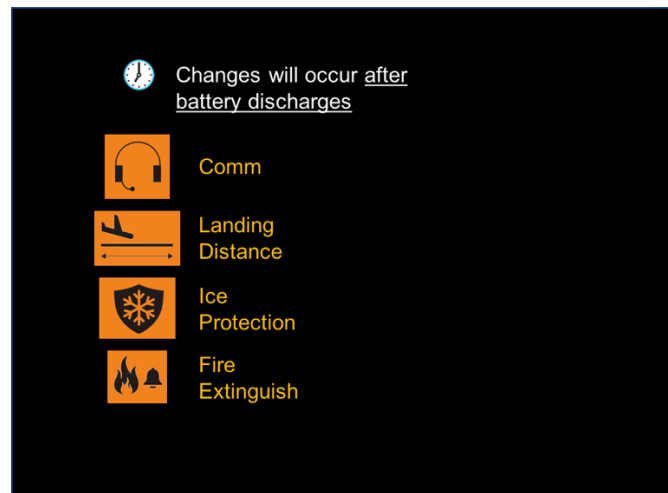 Changes will occur after
battery discharges
Comm
Landing
Distance
Ice
Protection
Fire
Extinguish